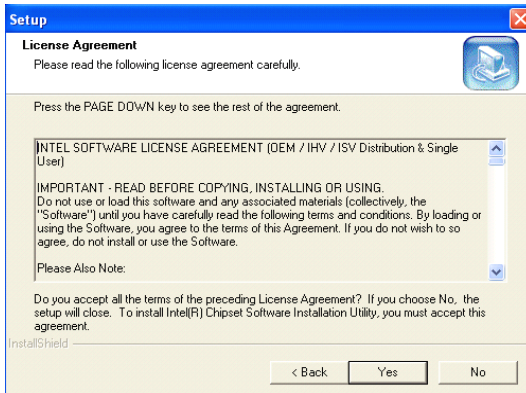 Setup
License Agreement
Please read the following license agreement carefully.
Press the PAGE DOWN key to see the rest of the agreement.
INTEL SOFTWARE LICENSE AGREEMENT (OEM / IHV / ISV Distribution & Single
User)
IMPORTANT - READ BEFORE COPYING, INSTALLING OR USING.
Do not use or load this software and any associated materials (collectively, the
"Software") until you have carefully read the following terms and conditions. By loading or
using the Software, you agree to the terms of this Agreement. If you do not wish to so
agree, do not install or use the Software.
Please Also Note:
Do you accept all the terms of the preceding License Agreement? If you choose No, the
setup will close. To install Intel(R) Chipset Software Installation Utility, you must accept this
agreement.
InstallShield
< Back
Yes
No